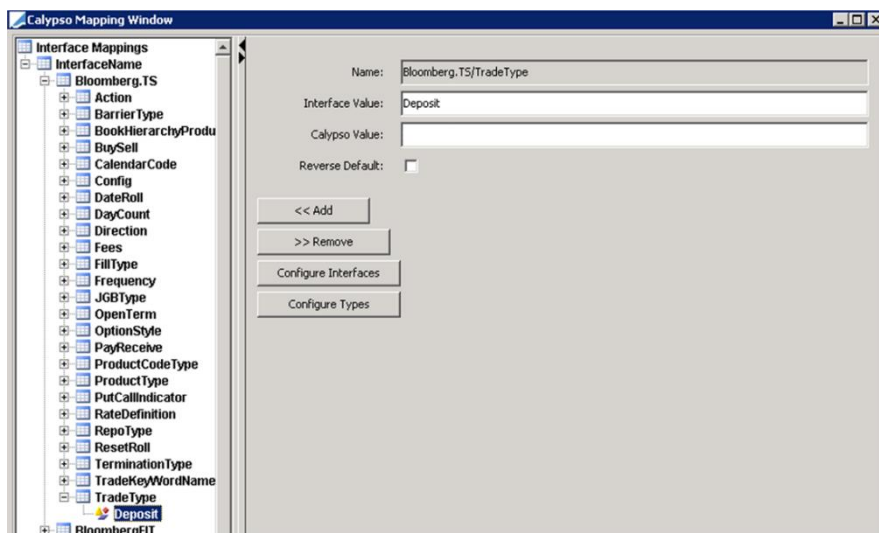 Calypso Mapping Window
Interface Mappings
InterfaceName
Bloomberg.TS
Action
BarrierType
BookHierarchyProdu
BuySell
CalendarCode
Config
DateRoll
DayCount
Direction
Fees
FillType
Frequency
JGBType
OpenTerm
OptionStyle
PayReceive
ProductCodeType
ProductType
PutCallIndicator
RateDefinition
RepoType
ResetRoll
TerminationType
TradeKeyWordName
TradeType
Deposit
BloombergFIT
Name: Bloomberg.TS/TradeType
Interface Value: Deposit
Calypso Value:
Reverse Default:
<< Add
>> Remove
Configure Interfaces
Configure Types